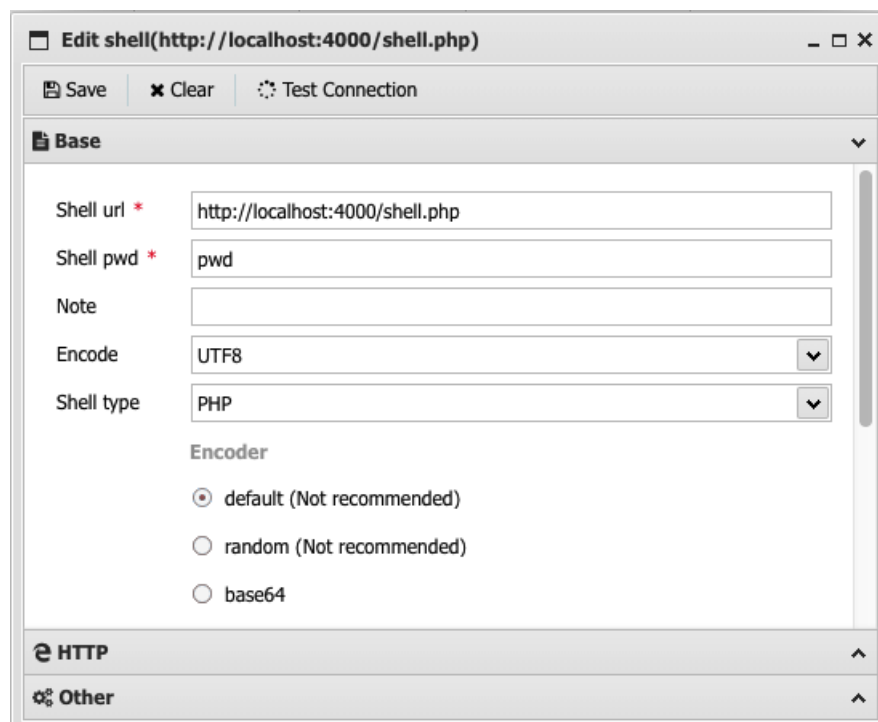 Edit shell(http://localhost:4000/shell.php)
Save Clear Test Connection
Base
Shell url * http://localhost:4000/shell.php
Shell pwd * pwd
Note
Encode UTF8
Shell type PHP
Encoder
default (Not recommended)
random (Not recommended)
base64
HTTP
Other